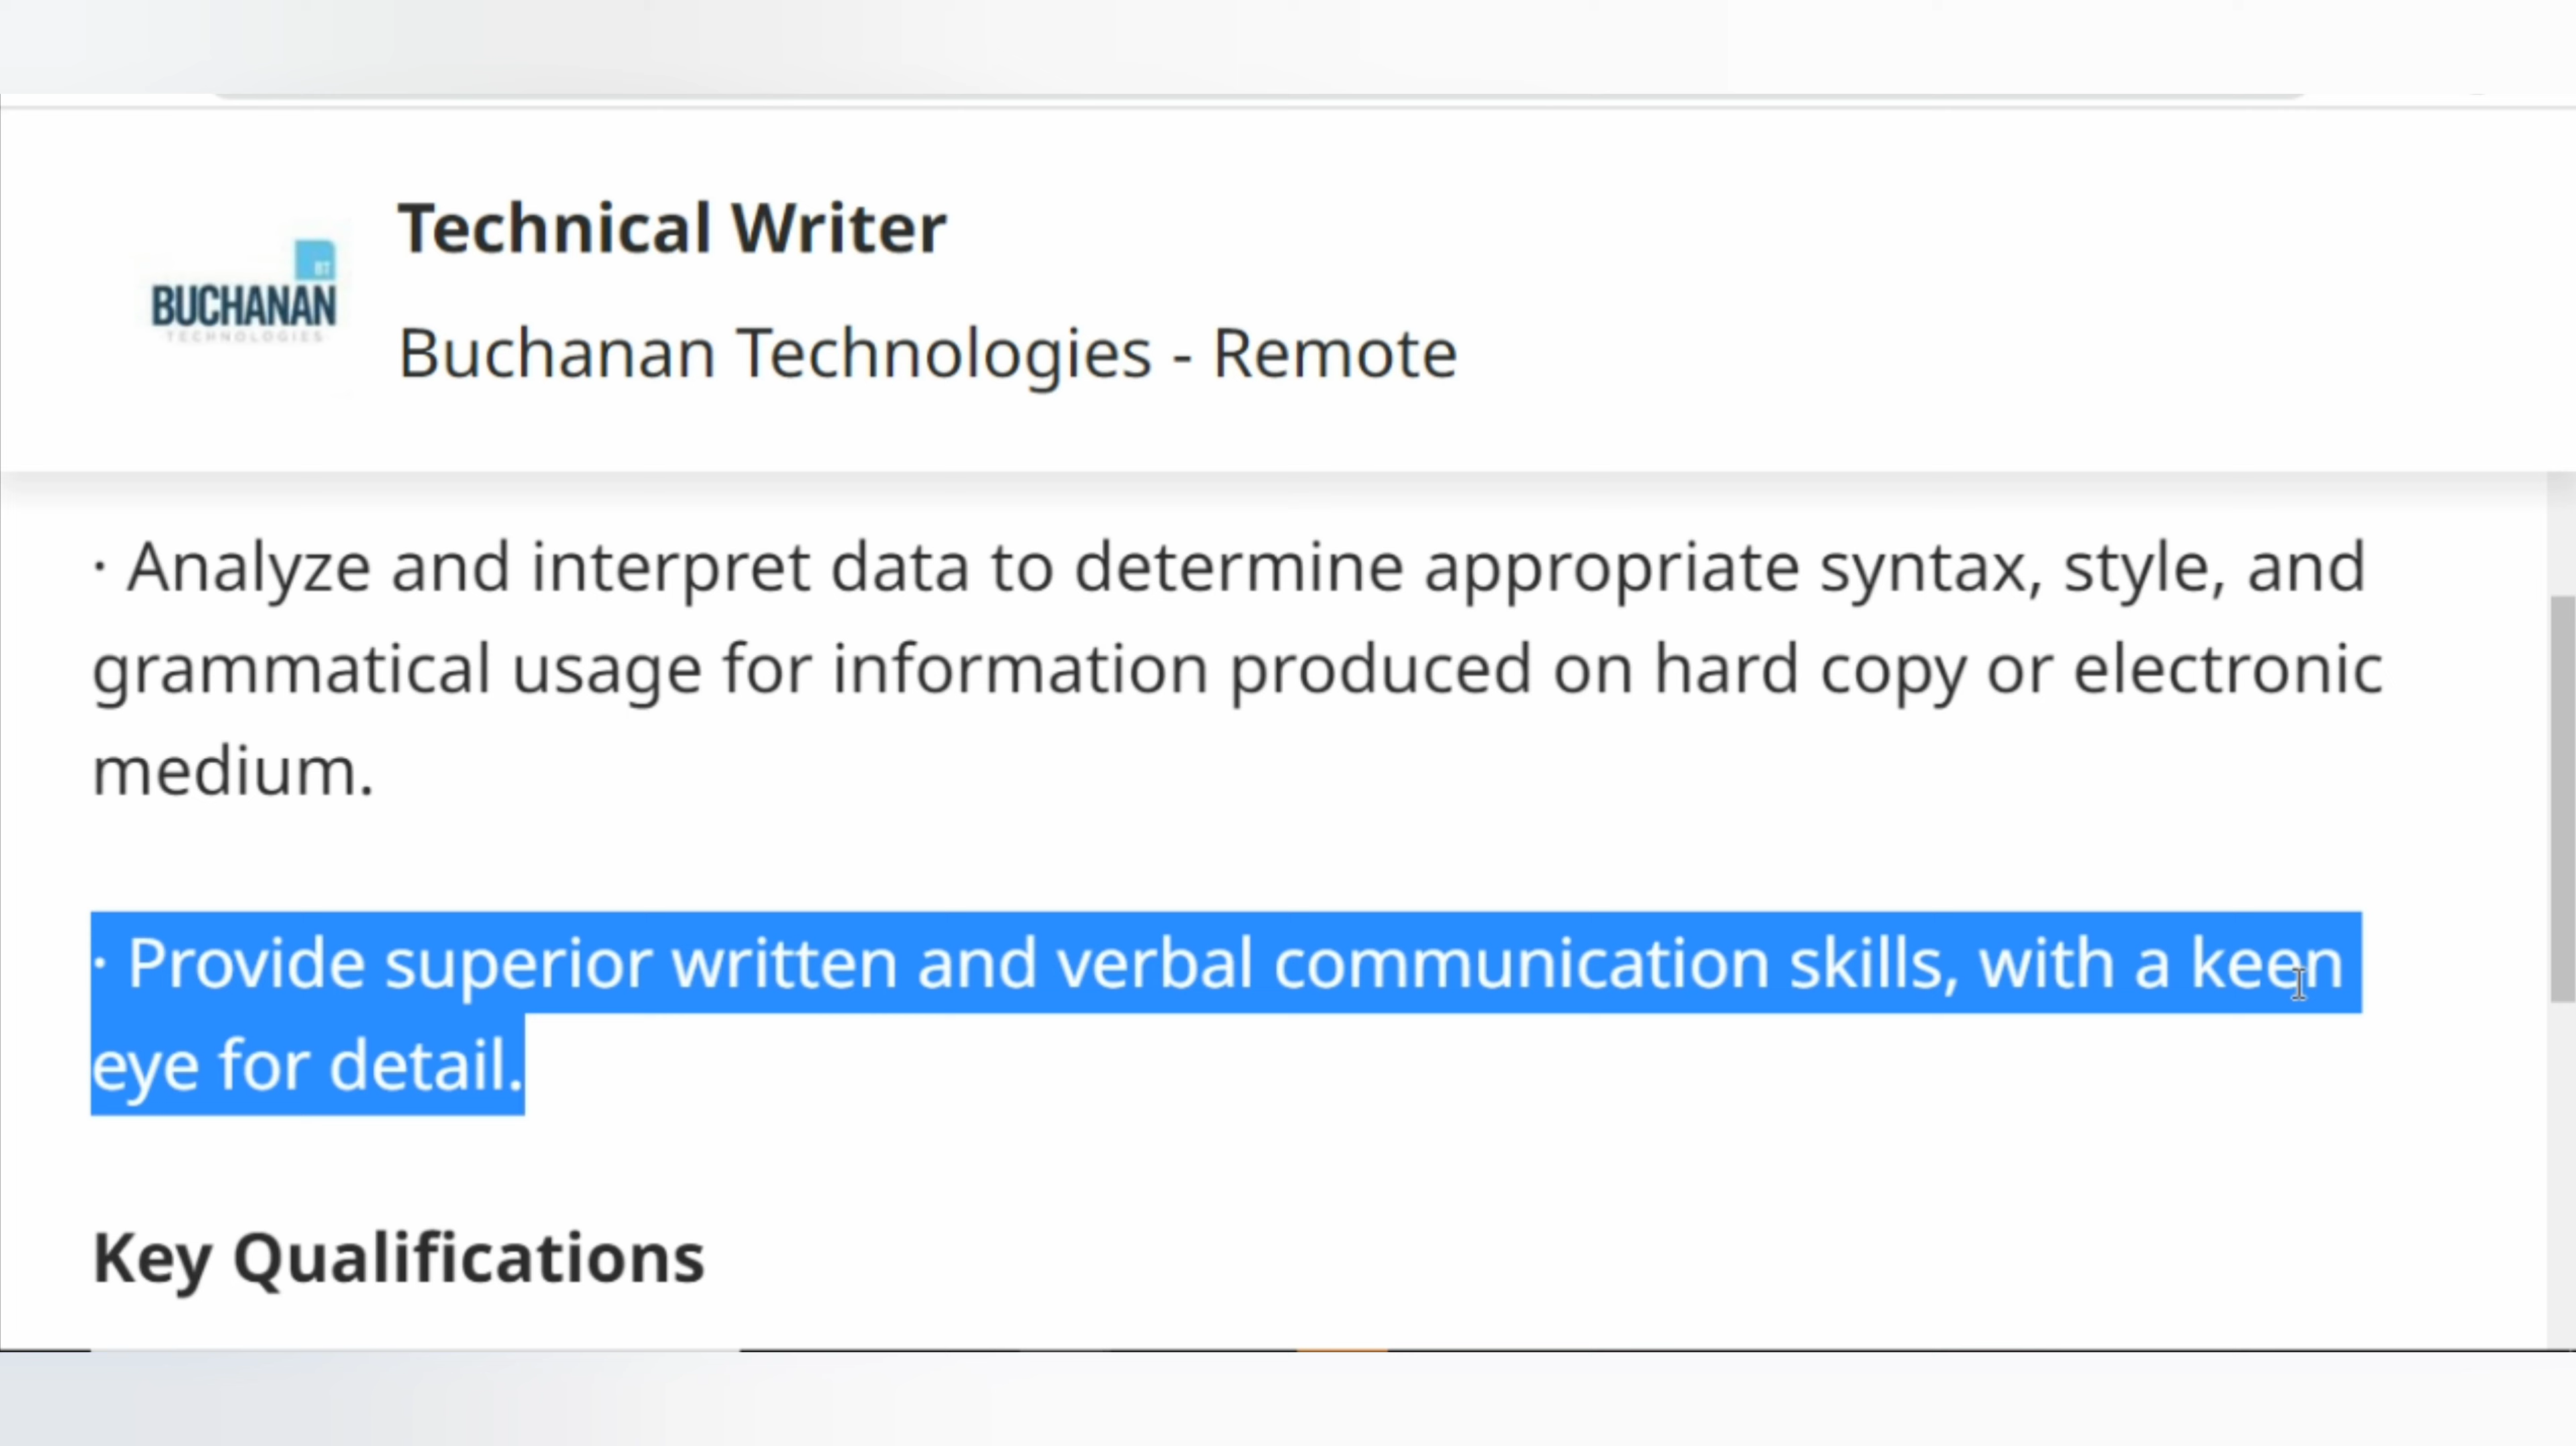 BT
BUCHANAN
TECHNOLOGIES
Technical Writer
Buchanan Technologies - Remote
· Analyze and interpret data to determine appropriate syntax, style, and
grammatical usage for information produced on hard copy or electronic
medium.
· Provide superior written and verbal communication skills, with a keen
eye for detail.
Key Qualifications